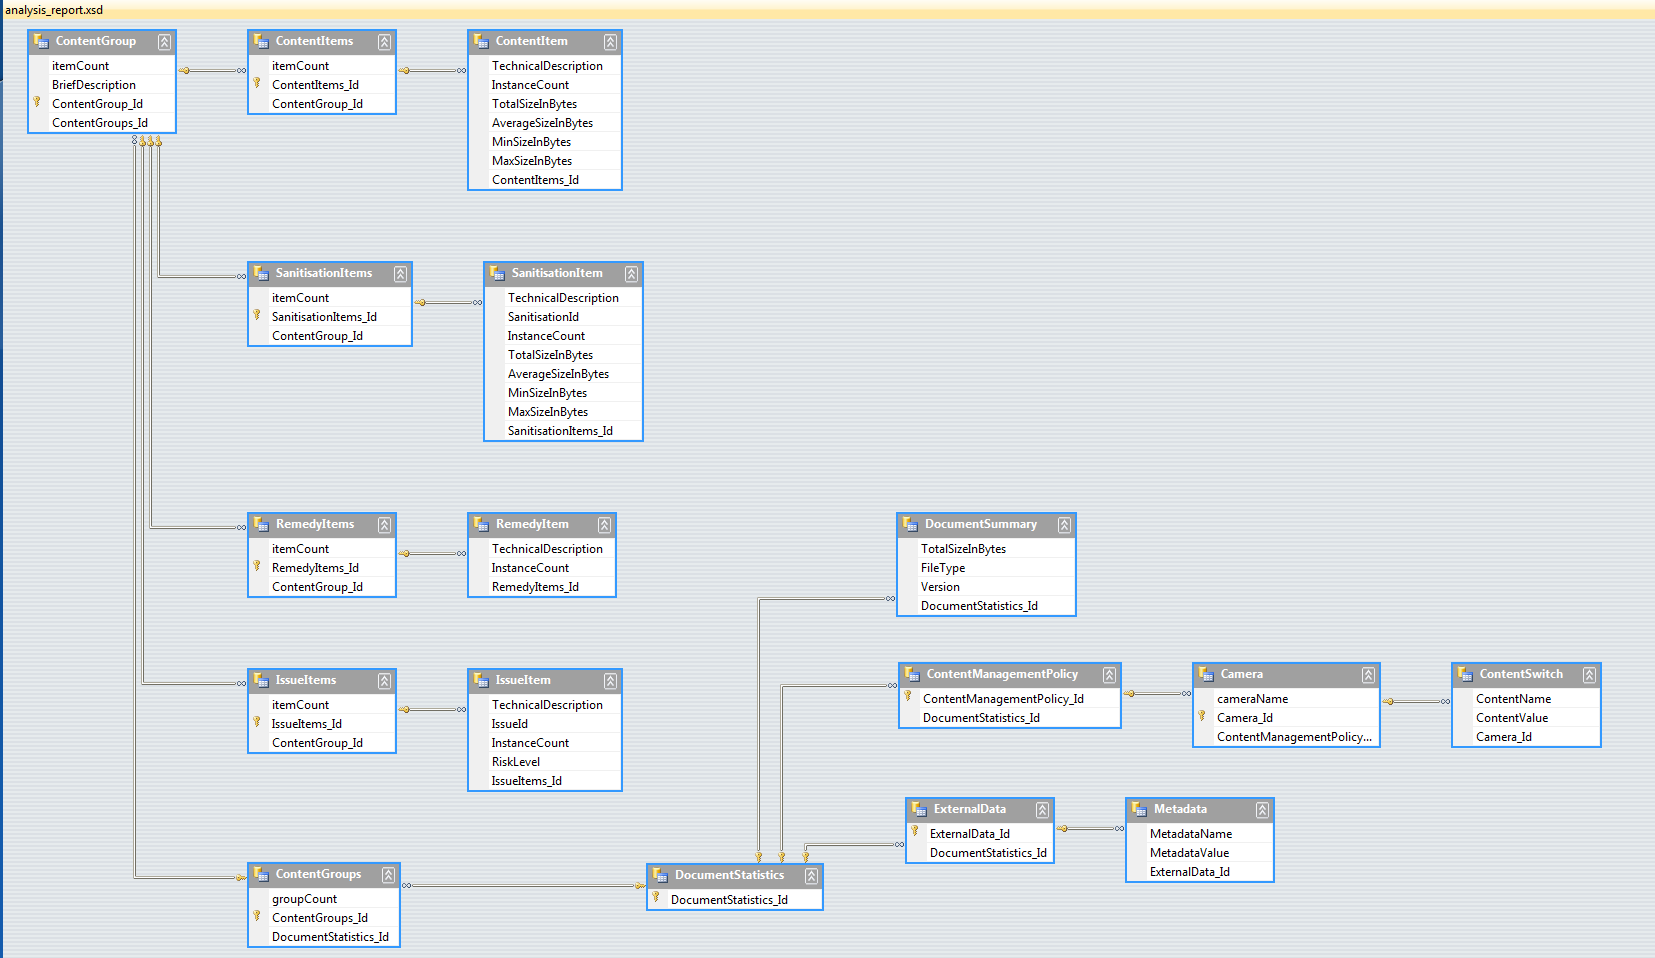 analysis_report.xsd
ContentGroup
itemCount
BriefDescription
ContentGroup_Id
ContentGroups_Id
ContentItems
itemCount
ContentItems_Id
ContentGroup_Id
ContentItem
TechnicalDescription
InstanceCount
TotalSizeInBytes
AverageSizeInBytes
MinSizeInBytes
MaxSizeInBytes
ContentItems_Id
SanitisationItems
itemCount
SanitisationItems_Id
ContentGroup_Id
SanitisationItem
TechnicalDescription
SanitisationId
InstanceCount
TotalSizeInBytes
AverageSizeInBytes
MinSizeInBytes
MaxSizeInBytes
SanitisationItems_Id
RemedyItems
itemCount
RemedyItems_Id
ContentGroup_Id
RemedyItem
TechnicalDescription
InstanceCount
RemedyItems_Id
DocumentSummary
TotalSizeInBytes
FileType
Version
DocumentStatistics_Id
IssueItems
itemCount
IssueItems_Id
ContentGroup_Id
IssueItem
TechnicalDescription
IssueId
InstanceCount
RiskLevel
IssueItems_Id
ContentManagementPolicy
ContentManagementPolicy_Id
DocumentStatistics_Id
Camera
cameraName
Camera_Id
ContentManagementPolicy...
ContentSwitch
ContentName
ContentValue
Camera_Id
ExternalData
ExternalData_Id
DocumentStatistics_Id
Metadata
MetadataName
MetadataValue
ExternalData_Id
ContentGroups
groupCount
ContentGroups_Id
DocumentStatistics_Id
DocumentStatistics
DocumentStatistics_Id